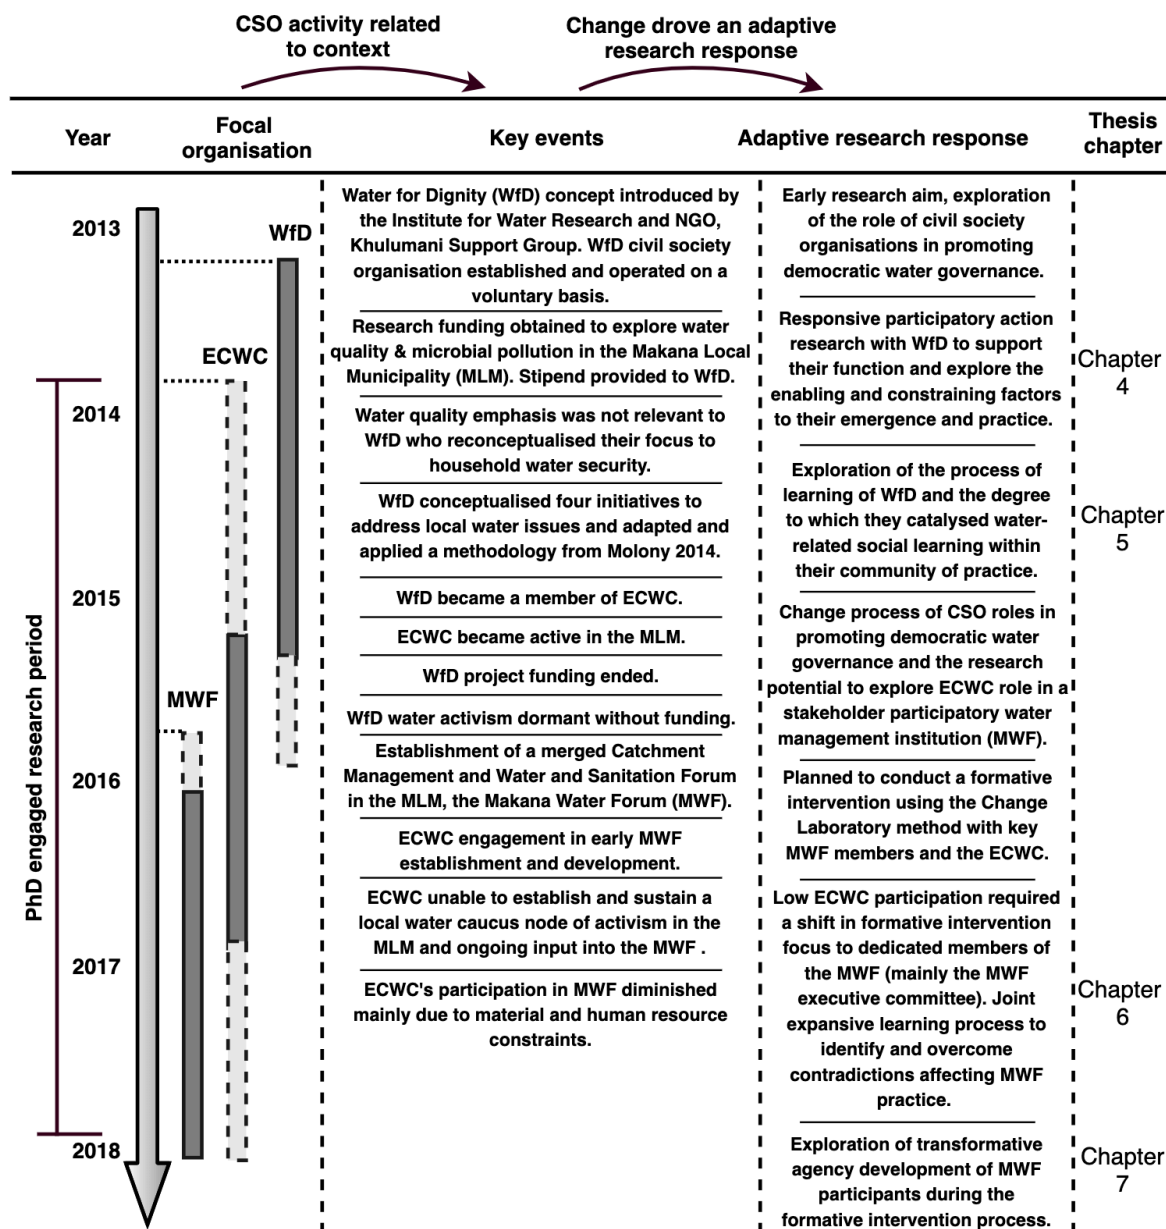 CSO activity related
to context
Change drove an adaptive
research response
Year
Focal
organisation
Key events
Adaptive research response
Thesis
chapter
2013
2014
2015
2016
2017
2018
PhD engaged research period
WfD
ECWC
MWF
Water for Dignity (WfD) concept introduced by
the Institute for Water Research and NGO,
Khulumani Support Group. WfD civil society
organisation established and operated on a
voluntary basis.
Research funding obtained to explore water
quality & microbial pollution in the Makana Local
Municipality (MLM). Stipend provided to WfD.
Water quality emphasis was not relevant to
WfD who reconceptualised their focus to
household water security.
WfD conceptualised four initiatives to
address local water issues and adapted and
applied a methodology from Molony 2014.
WfD became a member of ECWC.
ECWC became active in the MLM.
WfD project funding ended.
WfD water activism dormant without funding.
Establishment of a merged Catchment
Management and Water and Sanitation Forum
in the MLM, the Makana Water Forum (MWF).
ECWC engagement in early MWF
establishment and development.
ECWC unable to establish and sustain a
local water caucus node of activism in the
MLM and ongoing input into the MWF .
ECWC's participation in MWF diminished
mainly due to material and human resource
constraints.
Early research aim, exploration
of the role of civil society
organisations in promoting
democratic water governance.
Responsive participatory action
research with WfD to support
their function and explore the
enabling and constraining factors
to their emergence and practice.
Exploration of the process of
learning of WfD and the degree
to which they catalysed water-
related social learning within
their community of practice.
Change process of CSO roles in
promoting democratic water
governance and the research
potential to explore ECWC role in a
stakeholder participatory water
management institution (MWF).
Planned to conduct a formative
intervention using the Change
Laboratory method with key
MWF members and the ECWC.
Low ECWC participation required
a shift in formative intervention
focus to dedicated members of
the MWF (mainly the MWF
executive committee). Joint
expansive learning process to
identify and overcome
contradictions affecting MWF
practice.
Exploration of transformative
agency development of MWF
participants during the
formative intervention process.
Chapter
4
Chapter
5
Chapter
6
Chapter
7